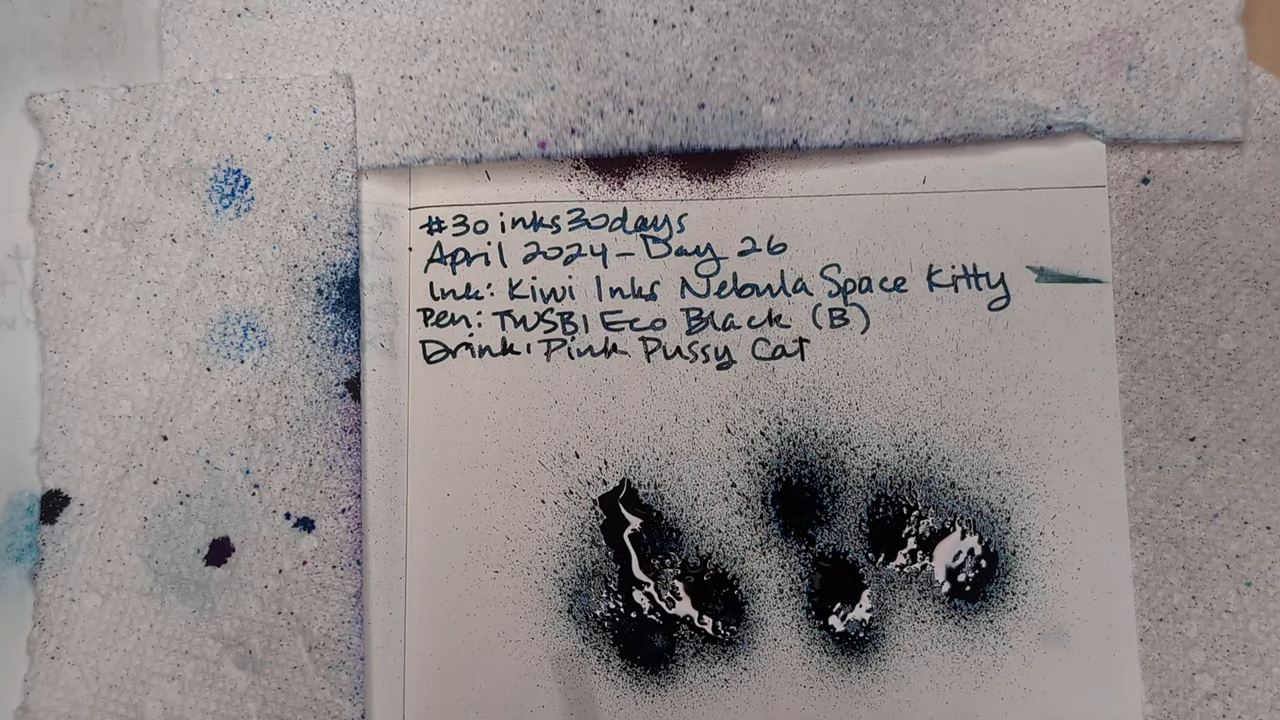 #30inks30days
April 2024 - Day 26
Ink: Kiwi Inks Nebula Space Kitty
Pen: TWSBI Eco Black (B)
Drink: Pink Pussy Cat